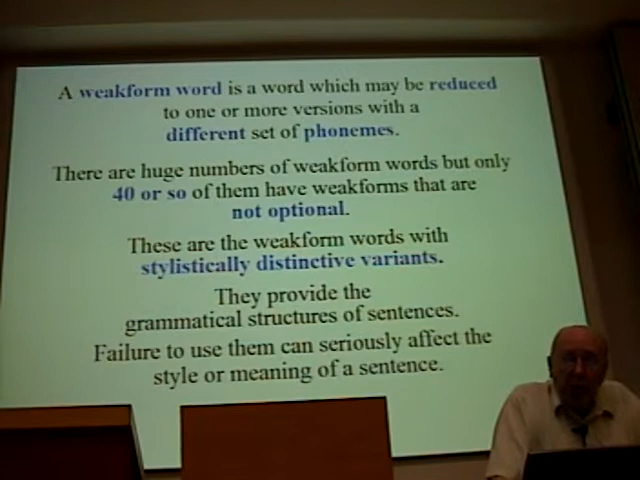 A weakform word is a word which may be reduced
to one or more versions with a
different set of phonemes.
There are huge numbers of weakform words but only
40 or so of them have weakforms that are
not optional.
These are the weakform words with
stylistically distinctive variants.
They provide the
grammatical structures of sentences.
Failure to use them can seriously affect the
style or meaning of a sentence.